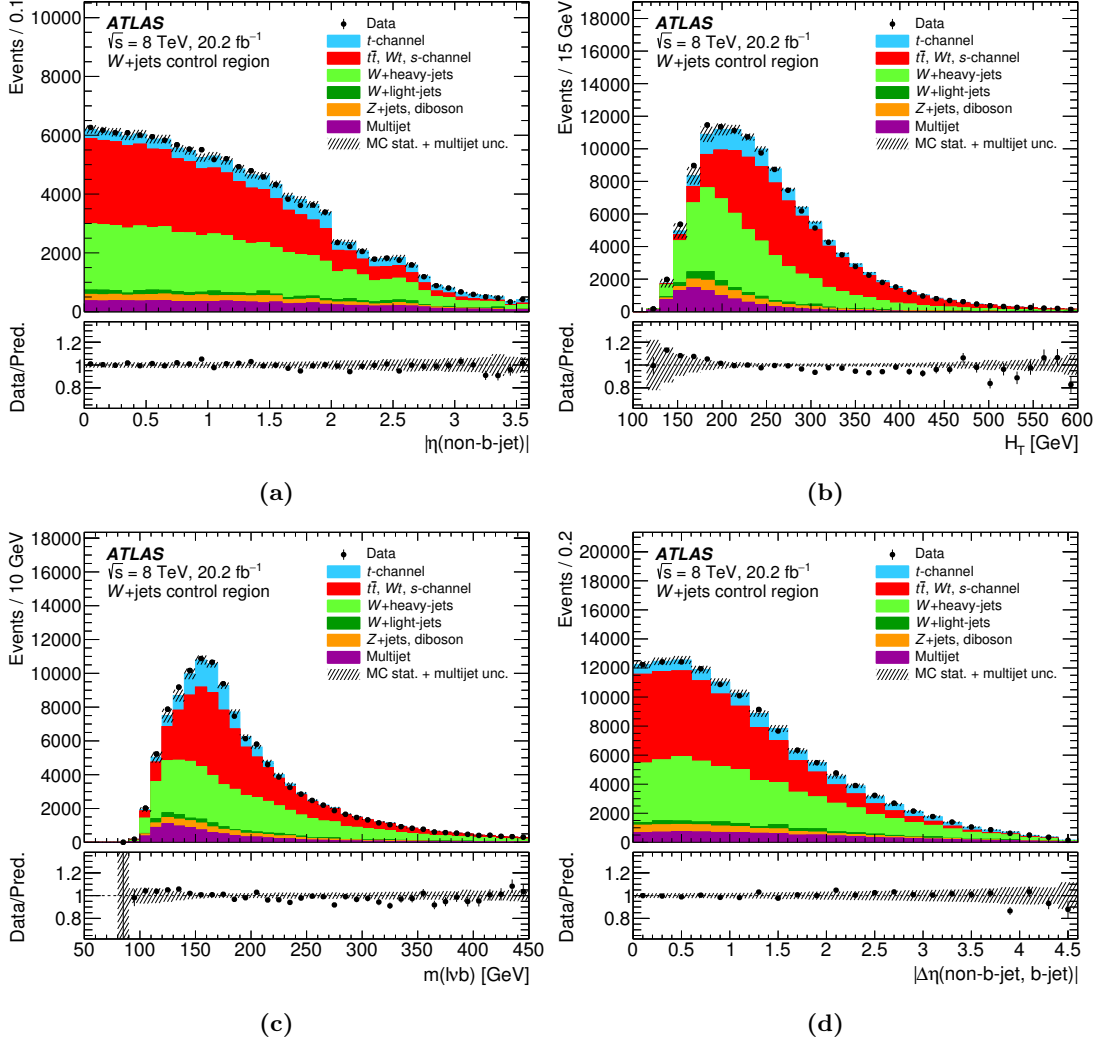 Events / 0.1
10000
8000
6000
4000
2000
0
ATLAS
√s = 8 TeV, 20.2 fb⁻¹
W+jets control region
Data
t-channel
tt̄, Wt, s-channel
W+heavy-jets
W+light-jets
Z+jets, diboson
Multijet
MC stat. + multijet unc.
Data/Pred.
1.2
1
0.8
0 0.5 1 1.5 2 2.5 3 3.5
|η(non-b-jet)|
(a)
Events / 15 GeV
18000
16000
14000
12000
10000
8000
6000
4000
2000
0
ATLAS
√s = 8 TeV, 20.2 fb⁻¹
W+jets control region
Data
t-channel
tt̄, Wt, s-channel
W+heavy-jets
W+light-jets
Z+jets, diboson
Multijet
MC stat. + multijet unc.
Data/Pred.
1.2
1
0.8
100 150 200 250 300 350 400 450 500 550 600
H_T [GeV]
(b)
Events / 10 GeV
18000
16000
14000
12000
10000
8000
6000
4000
2000
0
ATLAS
√s = 8 TeV, 20.2 fb⁻¹
W+jets control region
Data
t-channel
tt̄, Wt, s-channel
W+heavy-jets
W+light-jets
Z+jets, diboson
Multijet
MC stat. + multijet unc.
Data/Pred.
1.2
1
0.8
50 100 150 200 250 300 350 400 450
m(lνb) [GeV]
(c)
Events / 0.2
20000
18000
16000
14000
12000
10000
8000
6000
4000
2000
0
ATLAS
√s = 8 TeV, 20.2 fb⁻¹
W+jets control region
Data
t-channel
tt̄, Wt, s-channel
W+heavy-jets
W+light-jets
Z+jets, diboson
Multijet
MC stat. + multijet unc.
Data/Pred.
1.2
1
0.8
0 0.5 1 1.5 2 2.5 3 3.5 4 4.5
|Δη(non-b-jet, b-jet)|
(d)